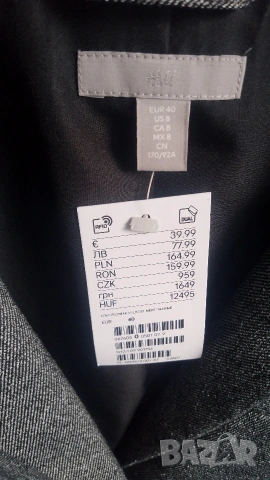 H&M
EUR 40
US 8
CA 8
MX 8
CN
170/92A
RFID
DUAL
€ 39.99
ЛВ 77.99
PLN 164.99
RON 159.99
CZK 959
грн 1649
HUF 12495
EUR 40
bazar